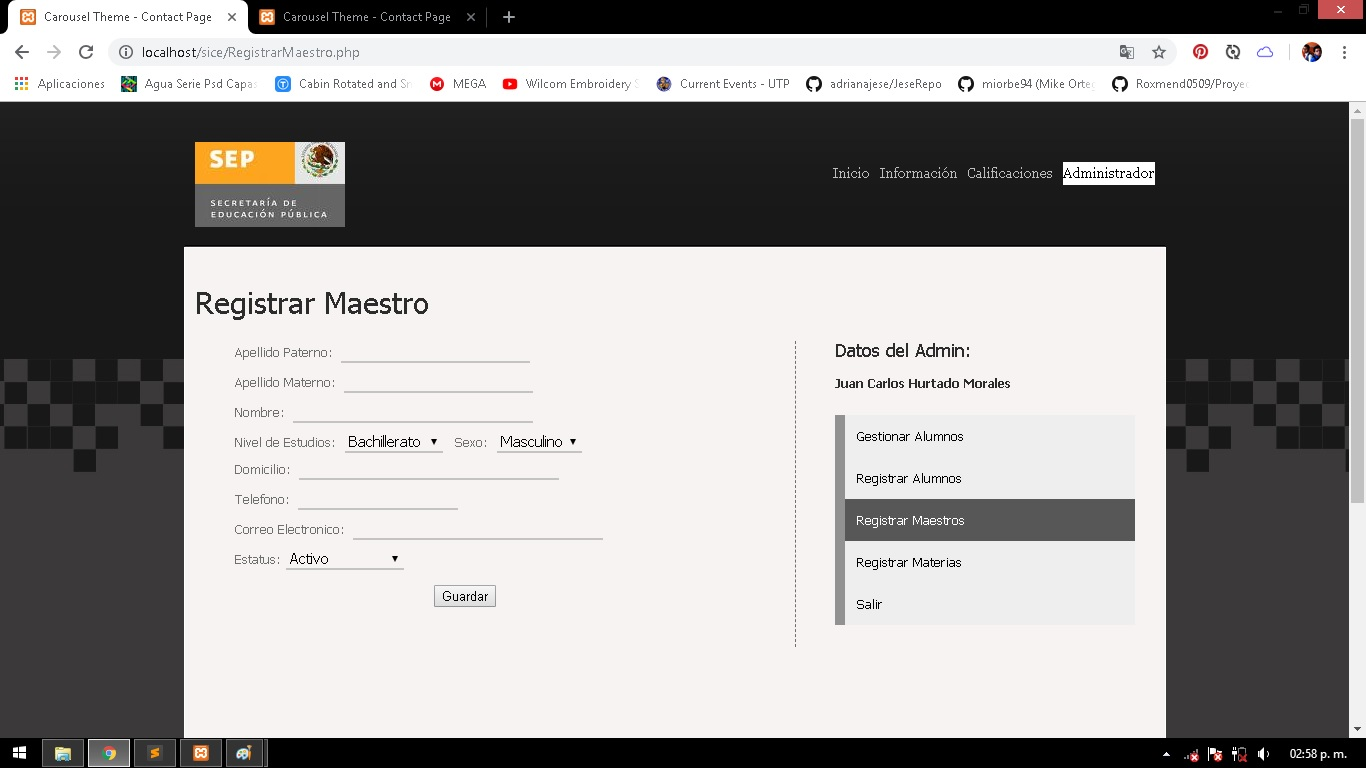 Carousel Theme - Contact Page
Carousel Theme - Contact Page
localhost/sice/RegistrarMaestro.php
Aplicaciones
Agua Serie Psd Capas
Cabin Rotated and Sn
MEGA
Wilcom Embroidery S
Current Events - UTP
adrianajese/JeseRepo
miorbe94 (Mike Orteg
Roxmend0509/Proyec
SEP
SECRETARÍA DE
EDUCACIÓN PÚBLICA
Inicio Información Calificaciones Administrador
Registrar Maestro
Apellido Paterno:
Apellido Materno:
Nombre:
Nivel de Estudios: Bachillerato Sexo: Masculino
Domicilio:
Telefono:
Correo Electronico:
Estatus: Activo
Guardar
Datos del Admin:
Juan Carlos Hurtado Morales
Gestionar Alumnos
Registrar Alumnos
Registrar Maestros
Registrar Materias
Salir
02:58 p. m.